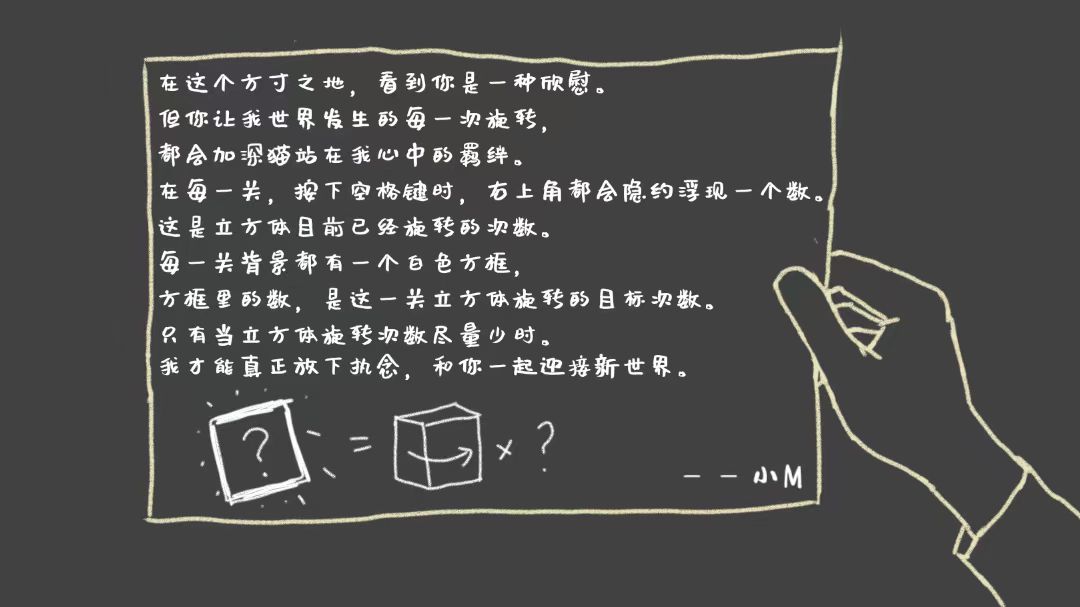 在这个方寸之地，看到你是一种欣慰。
但你让我世界发生的每一次旋转，
都会加深猫站在我心中的羁绊。
在每一关，按下空格键时，右上角都会隐约浮现一个数。
这是立方体目前已经旋转的次数。
每一关背景都有一个白色方框，
方框里的数，是这一关立方体旋转的目标次数。
只有当立方体旋转次数尽量少时。
我才能真正放下执念，和你一起迎接新世界。
? = × ?
－－小M